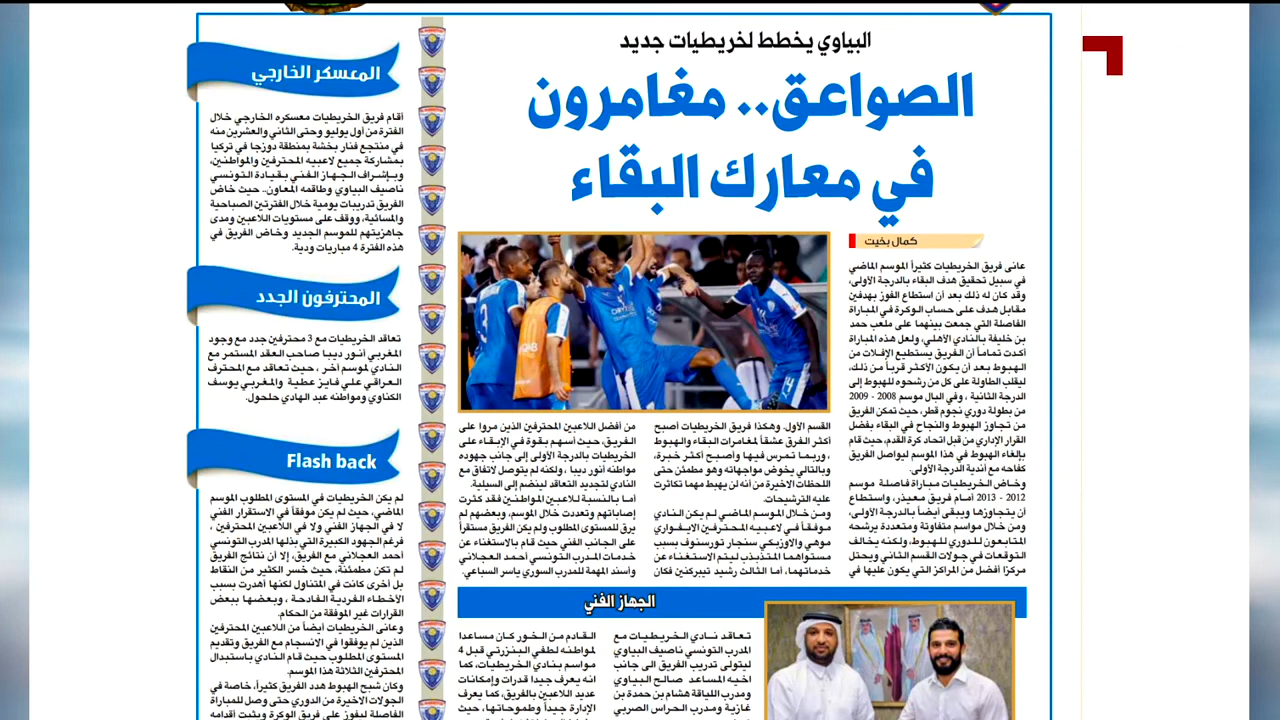 البياوي يخطط لخريطيات جديد
الصواعق.. مغامرون
في معارك البقاء
كمال بخيت
عانى فريق الخريطيات كثيراً الموسم الماضي
في سبيل تحقيق هدف البقاء بالدرجة الأولى،
وقد كان له ذلك بعد أن استطاع الفوز بهدفين
مقابل هدف على حساب الوكرة في المباراة
الفاصلة التي جمعت بينهما على ملعب حمد
بن خليفة بالنادي الأهلي، ولعل هذه المباراة
أكدت تماماً أن الفريق يستطيع الإفلات من
الهبوط بعد أن يكون الأكثر قرباً من ذلك،
ليقلب الطاولة على كل من رشحوه للهبوط إلى
الدرجة الثانية ، وفي البال موسم 2008 - 2009
من بطولة دوري نجوم قطر، حيث تمكن الفريق
من تجاوز الهبوط والنجاح في البقاء بفضل
القرار الإداري من قبل اتحاد كرة القدم، حيث قام
بإلغاء الهبوط في هذا الموسم ليواصل الفريق
كفاحه مع أندية الدرجة الأولى.
وخاض الخريطيات مباراة فاصلة موسم
2012 - 2013 أمام فريق معيذر، واستطاع
أن يتجاوزها ويبقى أيضاً بالدرجة الأولى،
ومن خلال مواسم متفاوتة ومتعددة يرشحه
المتابعون للدوري للهبوط، ولكنه يخالف
التوقعات في جولات القسم الثاني ويحتل
مركزا أفضل من المراكز التي يكون عليها في
القسم الأول. وهكذا فريق الخريطيات أصبح
أكثر الفرق عشقاً لمغامرات البقاء والهبوط
، وربما تمرس فيها وأصبح أكثر خبرة،
وبالتالي يخوض مواجهاته وهو مطمئن حتى
اللحظات الاخيرة من أنه لن يهبط مهما تكاثرت
عليه الترشيحات.
ومن خلال الموسم الماضي لم يكن النادي
موفقاً في لاعبيه المحترفين الايفواري
موهي والاوزبكي سنجار تورسنوف بسبب
مستواهما المتذبذب ليتم الاستغناء عن
خدماتهما، أما الثالث رشيد تيبركنين فكان
من أفضل اللاعبين المحترفين الذين مروا على
الفريق، حيث أسهم بقوة في الإبقاء على
الخريطيات بالدرجة الأولى إلى جانب جهوده
مواطنه أنور ديبا ، ولكنه لم يتوصل لاتفاق مع
النادي لتجديد التعاقد لينضم إلى السيلية.
أما بالنسبة للاعبين المواطنين فقد كثرت
إصاباتهم وتعددت خلال الموسم، وبعضهم لم
يرق للمستوى المطلوب ولم يكن الفريق مستقراً
على الجانب الفني حيث قام بالاستغناء عن
خدمات المدرب التونسي أحمد العجلاني
وأسند المهمة للمدرب السوري ياسر السباعي.
الجهاز الفني
تعاقد نادي الخريطيات مع
المدرب التونسي ناصيف البياوي
ليتولى تدريب الفريق الى جانب
اخيه المساعد صالح البياوي
ومدرب اللياقة هشام بن حمدة بن
غازية ومدرب الحراس الصربي
القادم من الخور كان مساعدا
لمواطنه لطفي البنزرتي قبل 4
مواسم بنادي الخريطيات، كما
انه يعرف جيدا قدرات وإمكانات
عديد اللاعبين بالفريق، كما يعرف
الإدارة جيداً وطموحاتها، حيث
المعسكر الخارجي
أقام فريق الخريطيات معسكره الخارجي خلال
الفترة من أول يوليو وحتى الثاني والعشرين منه
في منتجع فنار بخشة بمنطقة دوزجا في تركيا
بمشاركة جميع لاعبيه المحترفين والمواطنين،
وبإشراف الجهاز الفني بقيادة التونسي
ناصيف البياوي وطاقمه المعاون.. حيث خاض
الفريق تدريبات يومية خلال الفترتين الصباحية
والمسائية، ووقف على مستويات اللاعبين ومدى
جاهزيتهم للموسم الجديد وخاض الفريق في
هذه الفترة 4 مباريات ودية.
المحترفون الجدد
تعاقد الخريطيات مع 3 محترفين جدد مع وجود
المغربي أنور ديبا صاحب العقد المستمر مع
النادي لموسم آخر ، حيث تعاقد مع المحترف
العراقي علي فايز عطية والمغربي يوسف
الكناوي ومواطنه عبد الهادي حلحول.
Flash back
لم يكن الخريطيات في المستوى المطلوب الموسم
الماضي، حيث لم يكن موفقاً في الاستقرار الفني
لا في الجهاز الفني ولا في اللاعبين المحترفين ،
فرغم الجهود الكبيرة التي بذلها المدرب التونسي
أحمد العجلاني مع الفريق، إلا أن نتائج الفريق
لم تكن مطمئنة، حيث خسر الكثير من النقاط
بل أخرى كانت في المتناول لكنها أهدرت بسبب
الأخطاء الفردية الفادحة ، وبعضها ببعض
القرارات غير الموفقة من الحكام.
وعانى الخريطيات أيضاً من اللاعبين المحترفين
الذين لم يوفقوا في الانسجام مع الفريق وتقديم
المستوى المطلوب حيث قام النادي باستبدال
المحترفين الثلاثة هذا الموسم.
وكان شبح الهبوط هدد الفريق كثيراً، خاصة في
الجولات الاخيرة من الدوري حتى وصل للمباراة
الفاصلة ليفوز على فريق الوكرة ويثبت أقدامه